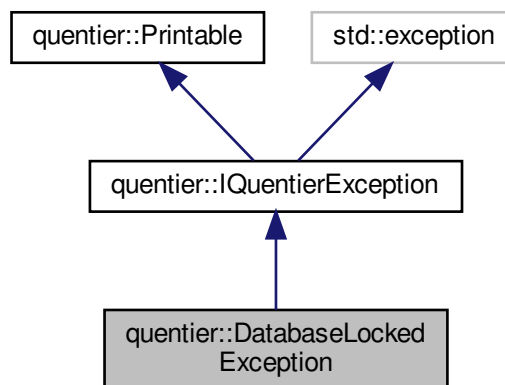 quentier::Printable
std::exception
quentier::IQuentierException
quentier::DatabaseLocked
Exception